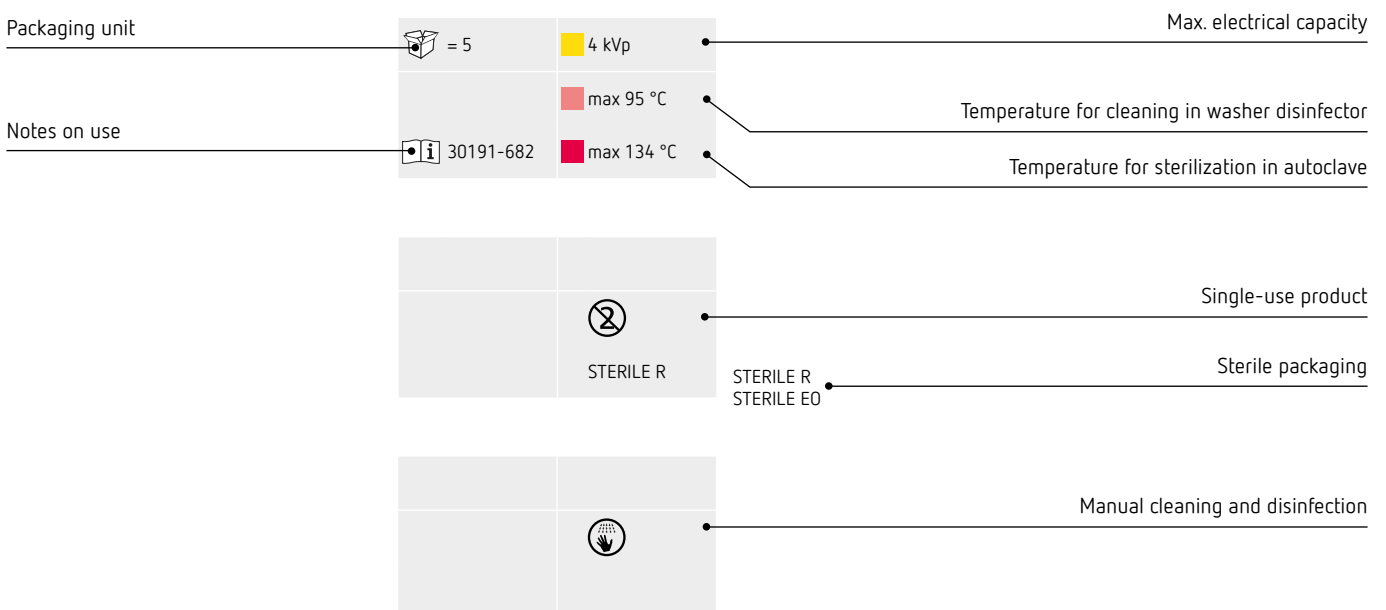 Packaging unit
= 5
4 kVp
Max. electrical capacity
max 95 °C
Temperature for cleaning in washer disinfector
Notes on use
i 30191-682
max 134 °C
Temperature for sterilization in autoclave
2
Single-use product
STERILE R
STERILE R
STERILE EO
Sterile packaging
Manual cleaning and disinfection